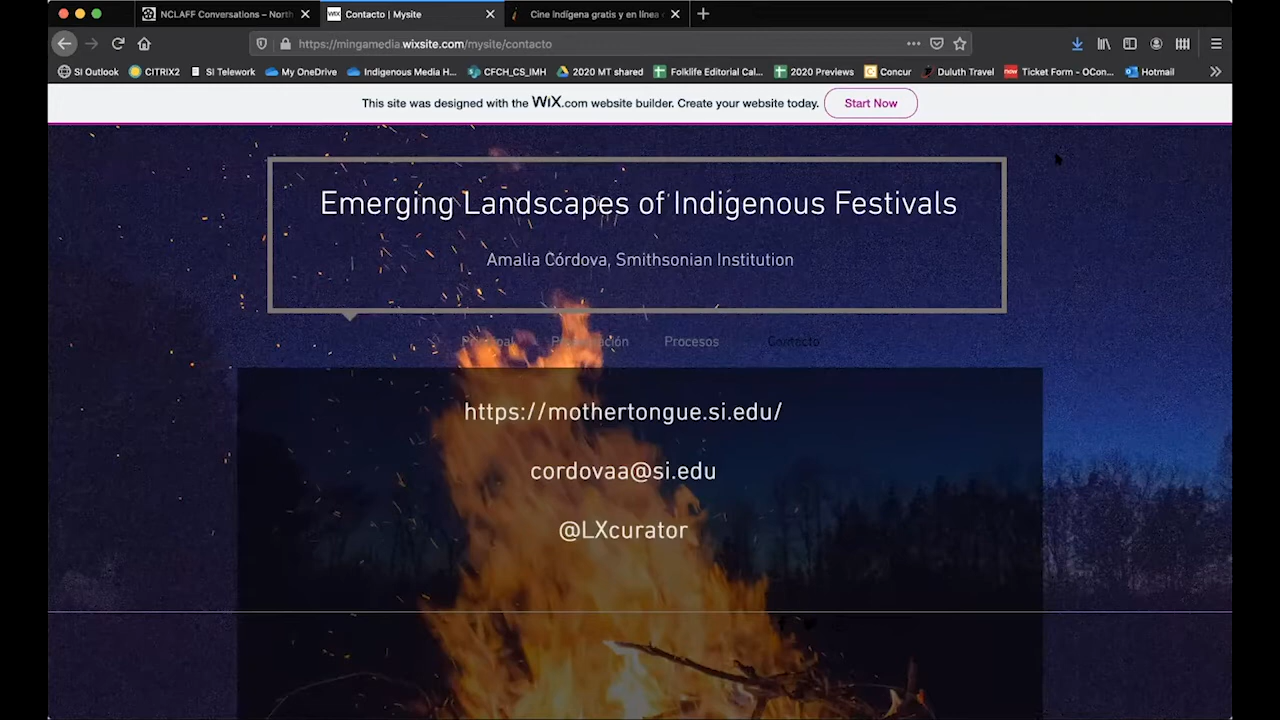 NCLAFF Conversations – North
Contacto | Mysite
Cine indígena gratis y en línea
https://mingamedia.wixsite.com/mysite/contacto
SI Outlook
CITRIX2
SI Telework
My OneDrive
Indigenous Media H...
CFCH_CS_IMH
2020 MT shared
Folklife Editorial Cal...
2020 Previews
Concur
Duluth Travel
Ticket Form - OCon...
Hotmail
This site was designed with the WiX.com website builder. Create your website today.
Start Now
Emerging Landscapes of Indigenous Festivals
Amalia Córdova, Smithsonian Institution
Principal
Presentación
Procesos
Contacto
https://mothertongue.si.edu/
cordovaa@si.edu
@LXcurator